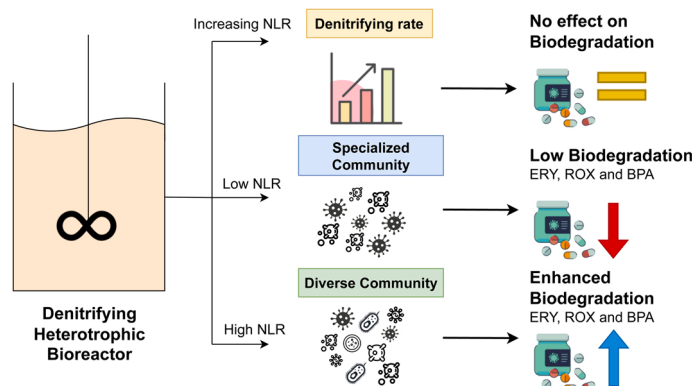 Increasing NLR
Denitrifying rate
No effect on
Biodegradation
Low NLR
Specialized
Community
Low Biodegradation
ERY, ROX and BPA
High NLR
Diverse Community
Enhanced
Biodegradation
ERY, ROX and BPA
Denitrifying
Heterotrophic
Bioreactor